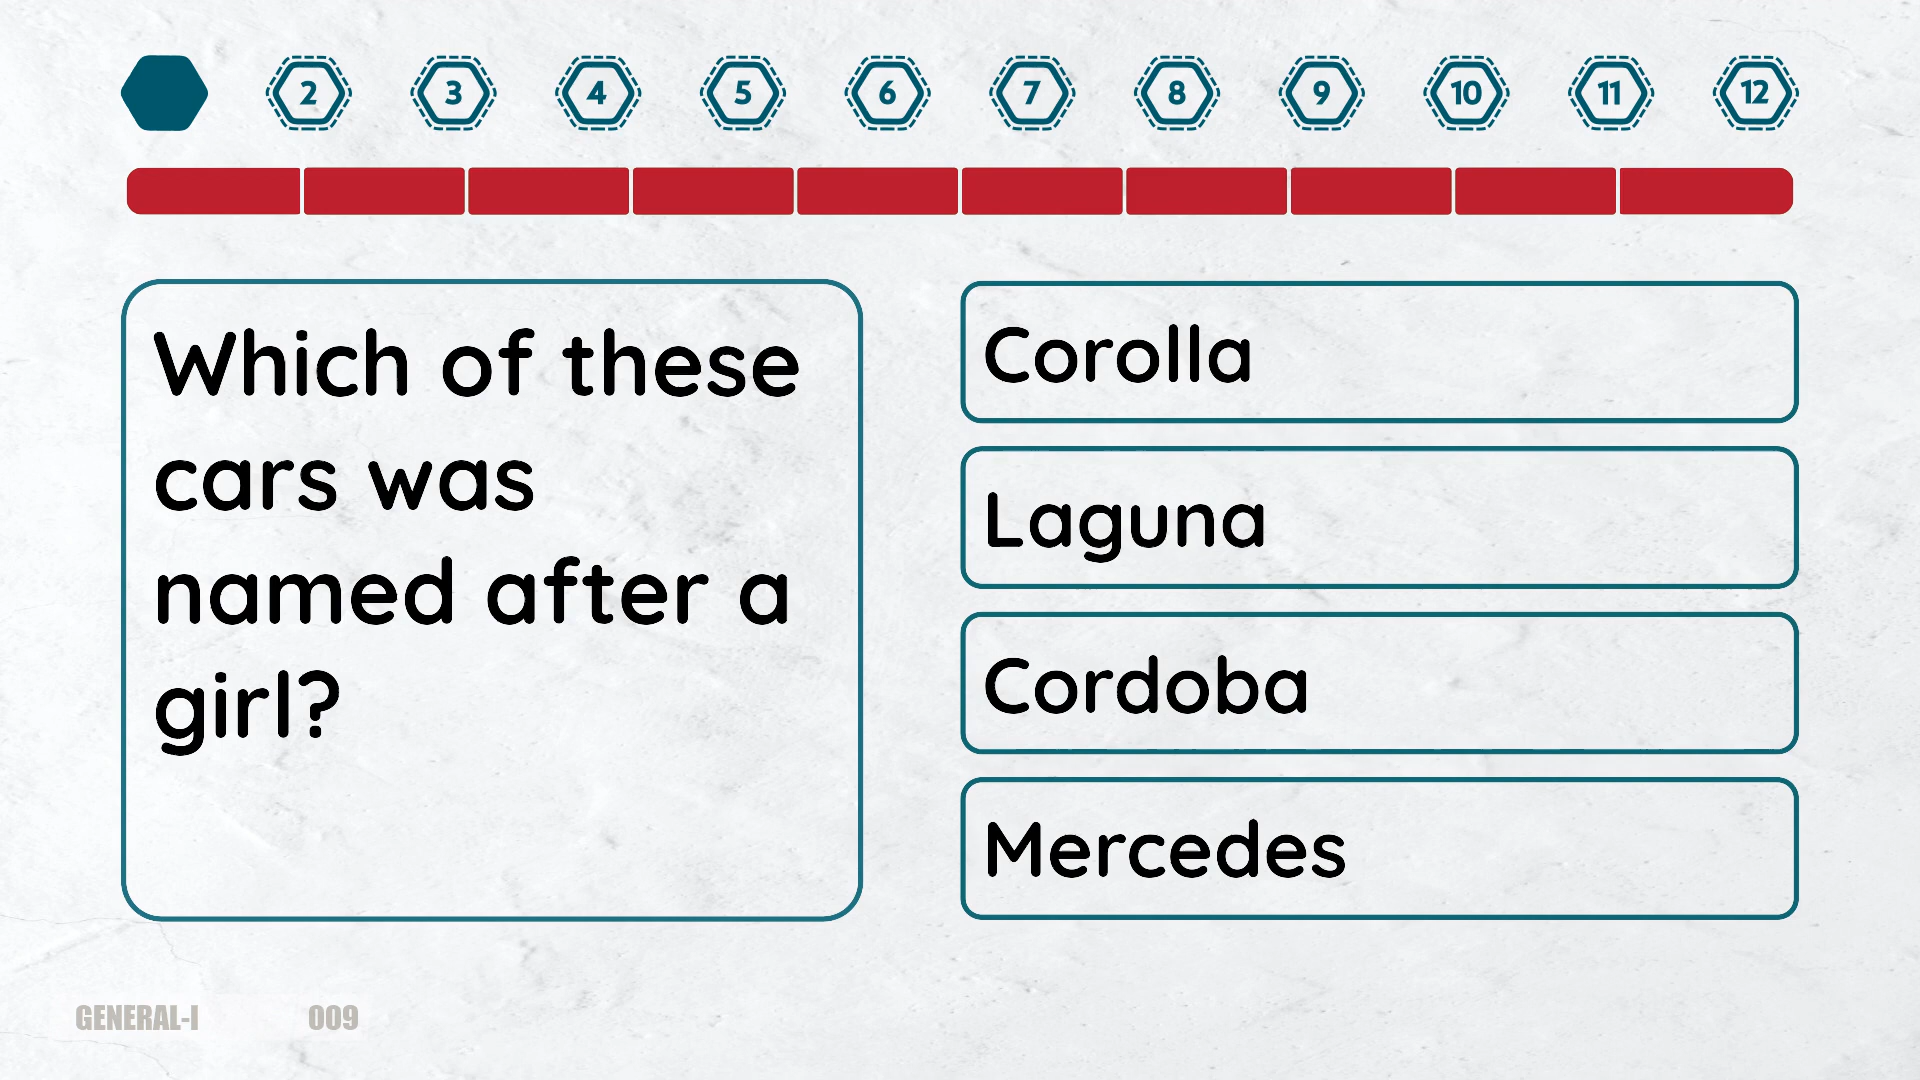 2 3 4 5 6 7 8 9 10 11 12
Which of these
cars was
named after a
girl?
Corolla
Laguna
Cordoba
Mercedes
GENERAL-I 009